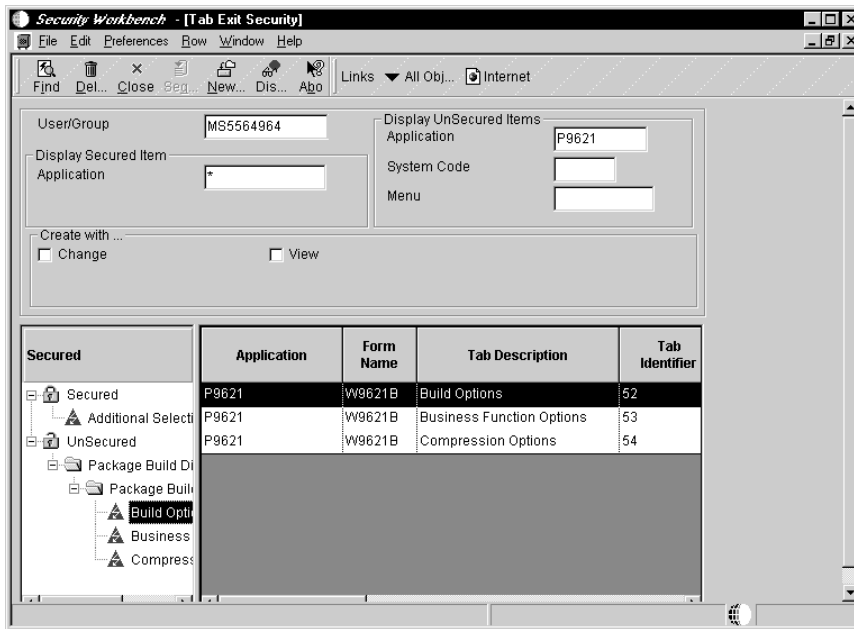 Security Workbench - [Tab Exit Security]
File Edit Preferences Row Window Help
Find Del... Close Seq... New... Dis... Abo Links All Obj... Internet
User/Group MS5564964
Display UnSecured Items
Application P9621
Display Secured Item
Application *
System Code
Menu
Create with ...
Change View
Secured Application Form Name Tab Description Tab Identifier
Secured
Additional Selecti
UnSecured
Package Build Di
Package Buil
Build Opti
Business
Compress
P9621 W9621B Build Options 52
P9621 W9621B Business Function Options 53
P9621 W9621B Compression Options 54